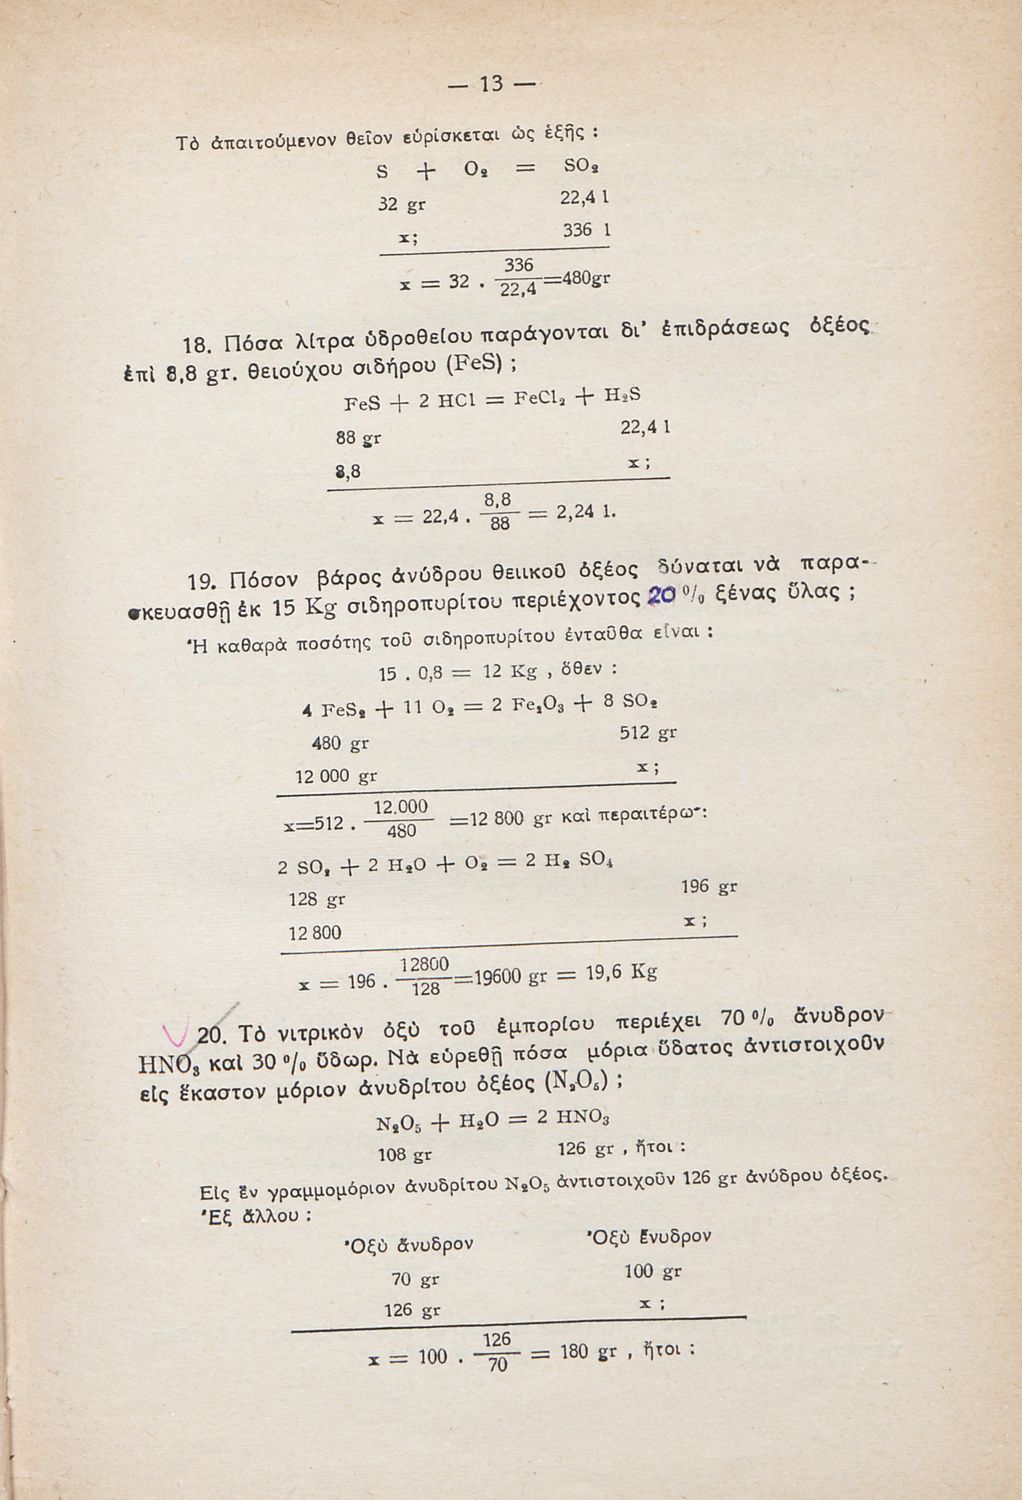 — 13 —
Τὸ ἀπαιτούμενον θεῖον εὑρίσκεται ὡς ἑξῆς :
S + O₂ = SO₂
32 gr 22,4 l
x; 336 l
x = 32 . 336/22,4 =480gr
18. Πόσα λίτρα ὑδροθείου παράγονται δι' ἐπιδράσεως ὀξέος
ἐπὶ 8,8 gr. θειούχου σιδήρου (FeS) ;
FeS + 2 HCl = FeCl₂ + H₂S
88 gr 22,4 l
8,8 x ;
x = 22,4 . 8,8/88 = 2,24 l.
19. Πόσον βάρος ἀνύδρου θειικοῦ ὀξέος δύναται νὰ παρα-
σκευασθῇ ἐκ 15 Kg σιδηροπυρίτου περιέχοντος 20 % ξένας ὕλας ;
Ἡ καθαρὰ ποσότης τοῦ σιδηροπυρίτου ἐνταῦθα εἶναι :
15 . 0,8 = 12 Kg , ὅθεν :
4 FeS₂ + 11 O₂ = 2 Fe₂O₃ + 8 SO₂
480 gr 512 gr
12 000 gr x ;
x=512 . 12.000/480 =12 800 gr καὶ περαιτέρω :
2 SO₂ + 2 H₂O + O₂ = 2 H₂ SO₄
128 gr 196 gr
12 800 x ;
x = 196 . 12800/128 =19600 gr = 19,6 Kg
20. Τὸ νιτρικὸν ὀξὺ τοῦ ἐμπορίου περιέχει 70 % ἄνυδρον
HNO₃ καὶ 30 % ὕδωρ. Νὰ εὑρεθῇ πόσα μόρια ὕδατος ἀντιστοιχοῦν
εἰς ἕκαστον μόριον ἀνυδρίτου ὀξέος (N₂O₅) ;
N₂O₅ + H₂O = 2 HNO₃
108 gr 126 gr , ἤτοι :
Εἰς ἓν γραμμομόριον ἀνυδρίτου N₂O₅ ἀντιστοιχοῦν 126 gr ἀνύδρου ὀξέος.
Ἐξ ἄλλου :
Ὀξὺ ἄνυδρον Ὀξὺ ἔνυδρον
70 gr 100 gr
126 gr x ;
x = 100 . 126/70 = 180 gr , ἤτοι :